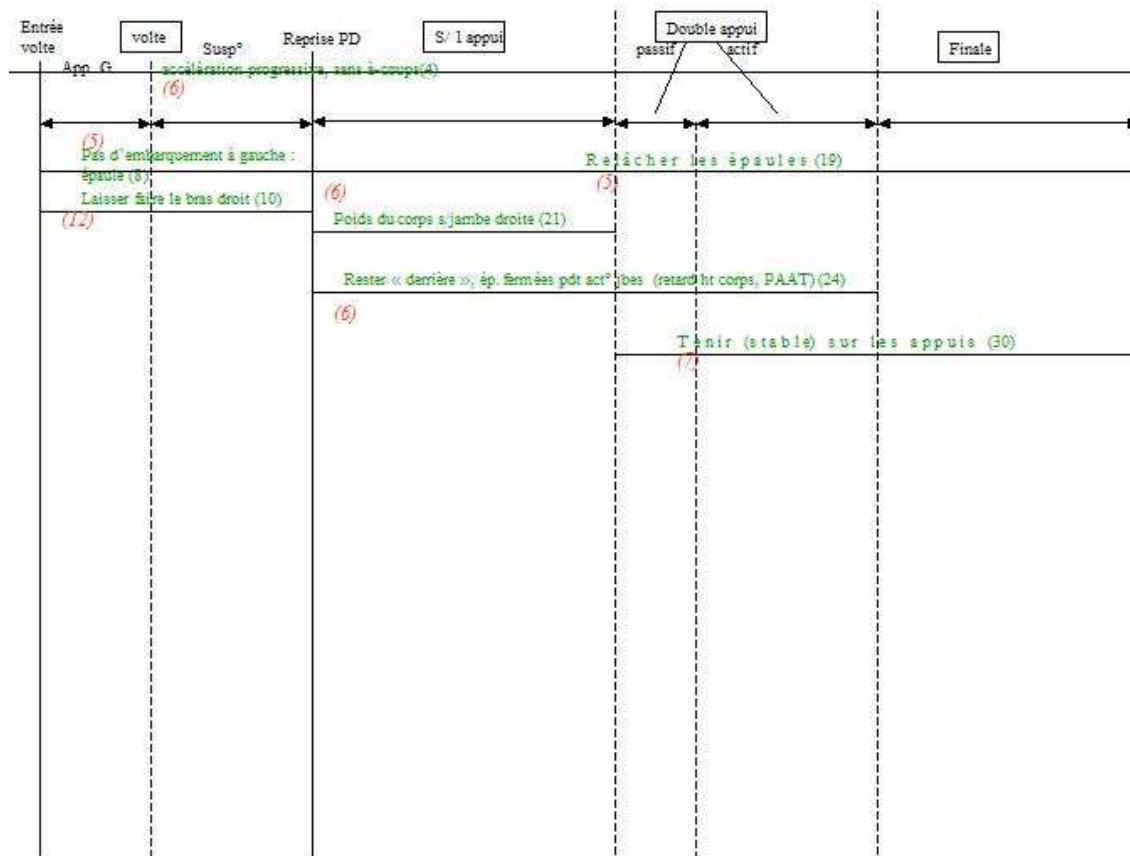 Entrée
volte
volte
Susp°
Reprise PD
S/ 1 appui
Double appui
passif
actif
Finale
App. G
accélération progressive, sans à-coups(4)
(6)
(5)
Pas d'embarquement à gauche :
épaule (8)
Relâcher les épaules (19)
(5)
Laisser faire le bras droit (10)
(6)
(12)
Poids du corps s/jambe droite (21)
Rester « derrière », ép. fermées pdt act° jbes (retard ht corps, PAAT) (24)
(6)
Tenir (stable) sur les appuis (30)
(7)